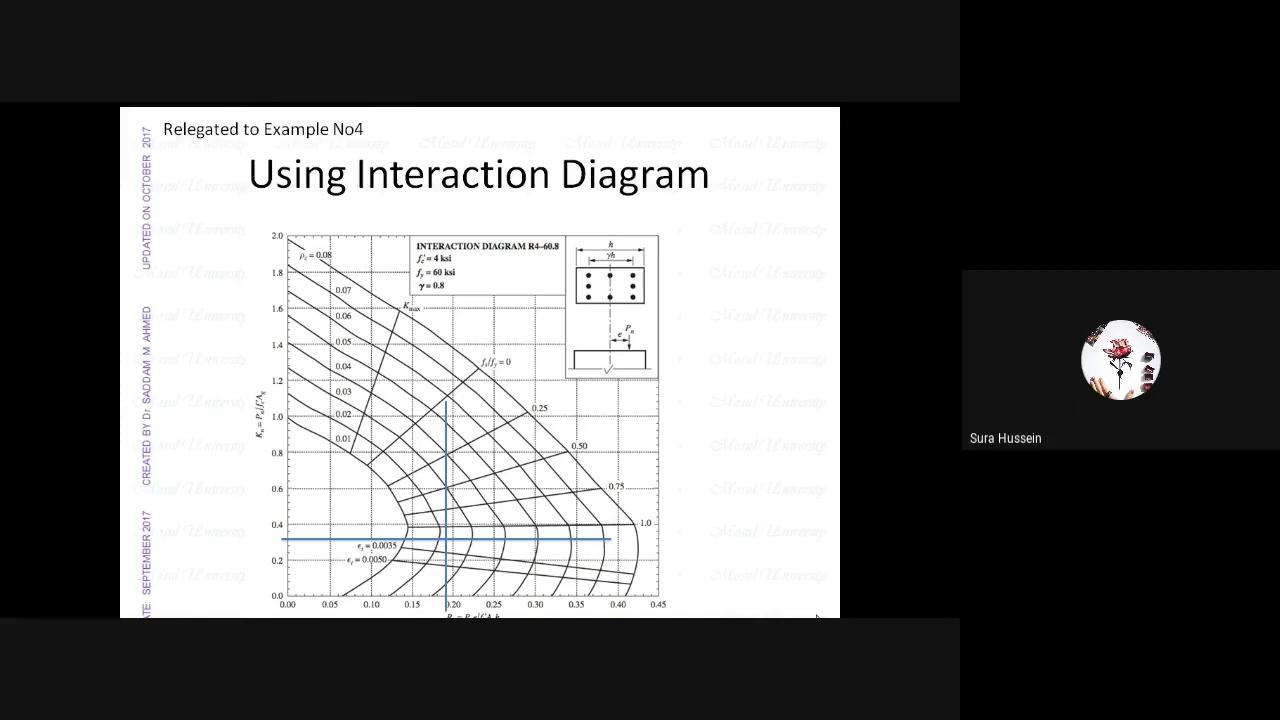 Relegated to Example No4
Using Interaction Diagram
UPDATED ON OCTOBER 2017
CREATED BY Dr. SADDAM M AHMED
ATE: SEPTEMBER 2017
Mosul University
INTERACTION DIAGRAM R4–60.8
f′c = 4 ksi
fy = 60 ksi
γ = 0.8
h
γh
e
Pn
ρz = 0.08
0.07
0.06
0.05
0.04
0.03
0.02
0.01
Kmax
fs/fy = 0
0.25
0.50
0.75
1.0
εt = 0.0035
εt = 0.0050
Kn = Pn/f′cAg
2.0
1.8
1.6
1.4
1.2
1.0
0.8
0.6
0.4
0.2
0.0
0.00 0.05 0.10 0.15 0.20 0.25 0.30 0.35 0.40 0.45
Sura Hussein